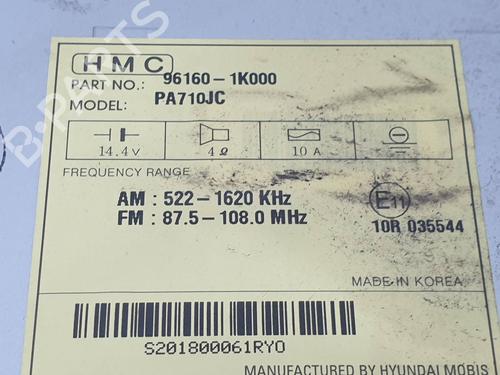 HMC
PART NO.: 96160-1K000
MODEL: PA710JC
14.4V 4Ω 10A
FREQUENCY RANGE
AM : 522-1620 KHz
FM : 87.5-108.0 MHz
E11
10R 035544
MADE IN KOREA
S201800061RYO
MANUFACTURED BY HYUNDAI MOBIS
B-PARTS